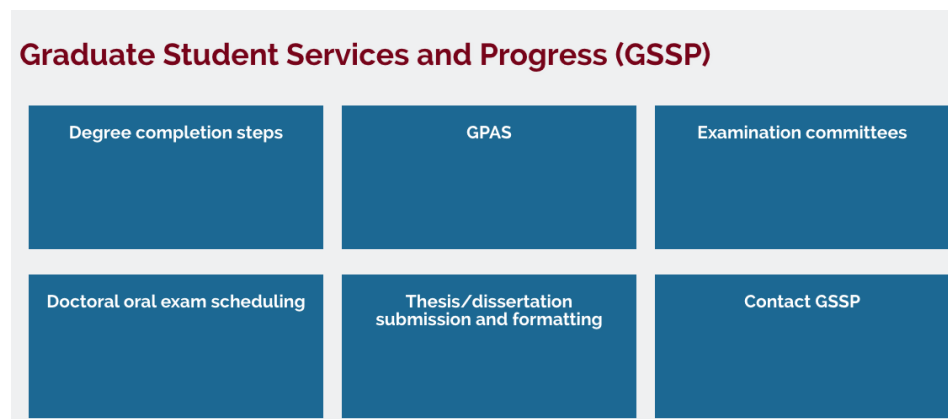 Graduate Student Services and Progress (GSSP)
Degree completion steps
GPAS
Examination committees
Doctoral oral exam scheduling
Thesis/dissertation
submission and formatting
Contact GSSP